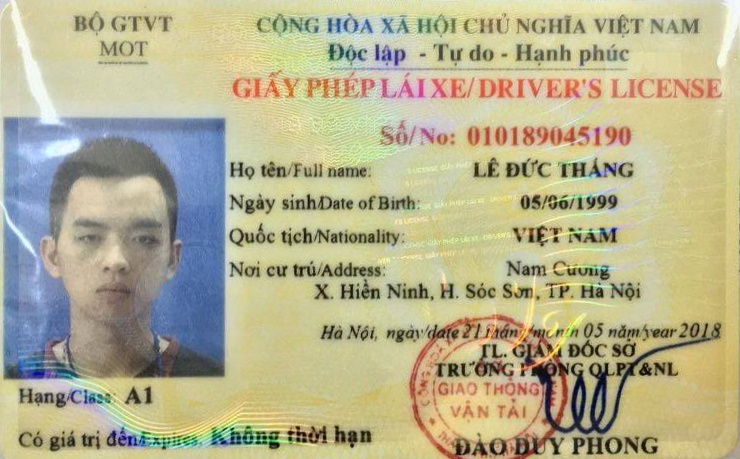 BỘ GTVT
MOT
CỘNG HÒA XÃ HỘI CHỦ NGHĨA VIỆT NAM
Độc lập - Tự do - Hạnh phúc
GIẤY PHÉP LÁI XE/DRIVER'S LICENSE
Số/No: 010189045190
Họ tên/Full name: LÊ ĐỨC THẮNG
Ngày sinh/Date of Birth: 05/06/1999
Quốc tịch/Nationality: VIỆT NAM
Nơi cư trú/Address: Nam Cương
X. Hiền Ninh, H. Sóc Sơn, TP. Hà Nội
Hà Nội, ngày/date 21 tháng/month 05 năm/year 2018
TL. GIÁM ĐỐC SỞ
TRƯỞNG PHÒNG QLPT&NL
GIAO THÔNG
VẬN TẢI
Hạng/Class: A1
Có giá trị đến/Expires: Không thời hạn
ĐÀO DUY PHONG